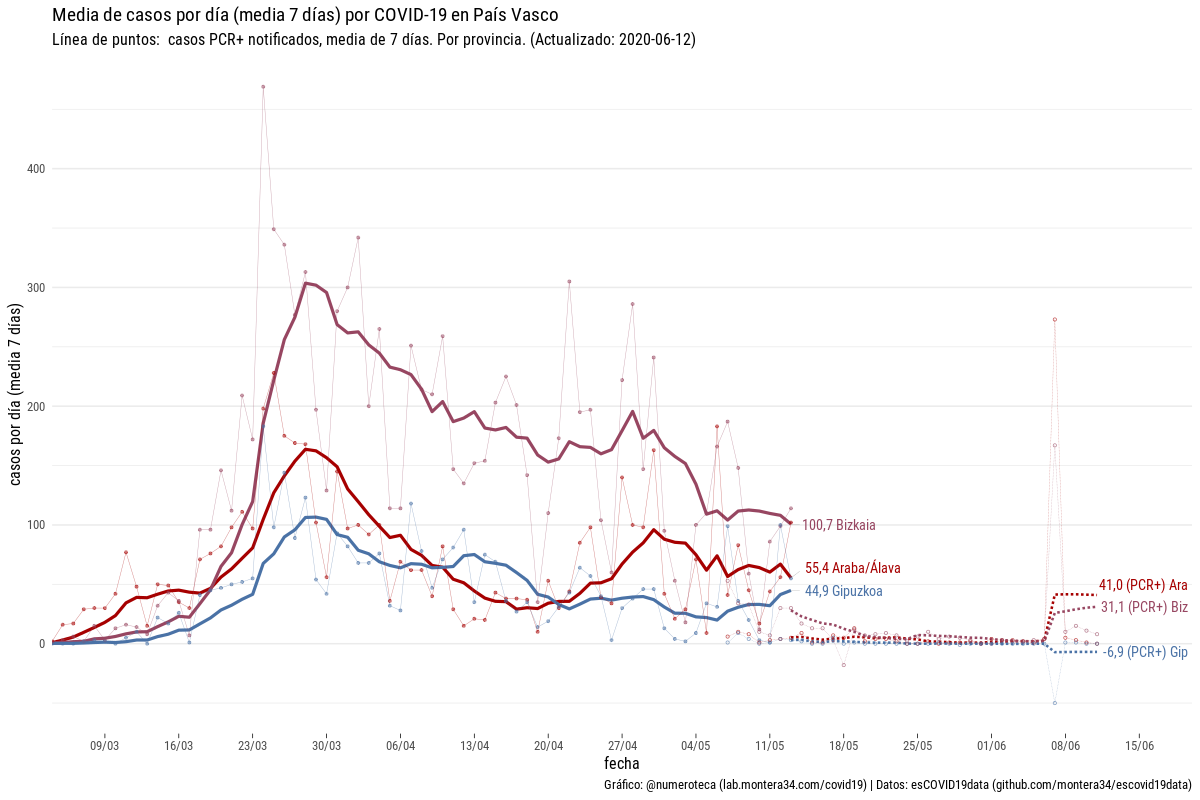 Media de casos por día (media 7 días) por COVID-19 en País Vasco
Línea de puntos:  casos PCR+ notificados, media de 7 días. Por provincia. (Actualizado: 2020-06-12)
casos por día (media 7 días)
400
300
200
100
0
100,7 Bizkaia
55,4 Araba/Álava
44,9 Gipuzkoa
41,0 (PCR+) Ara
31,1 (PCR+) Biz
-6,9 (PCR+) Gip
09/03
16/03
23/03
30/03
06/04
13/04
20/04
27/04
04/05
11/05
18/05
25/05
01/06
08/06
15/06
fecha
Gráfico: @numeroteca (lab.montera34.com/covid19) | Datos: esCOVID19data (github.com/montera34/escovid19data)